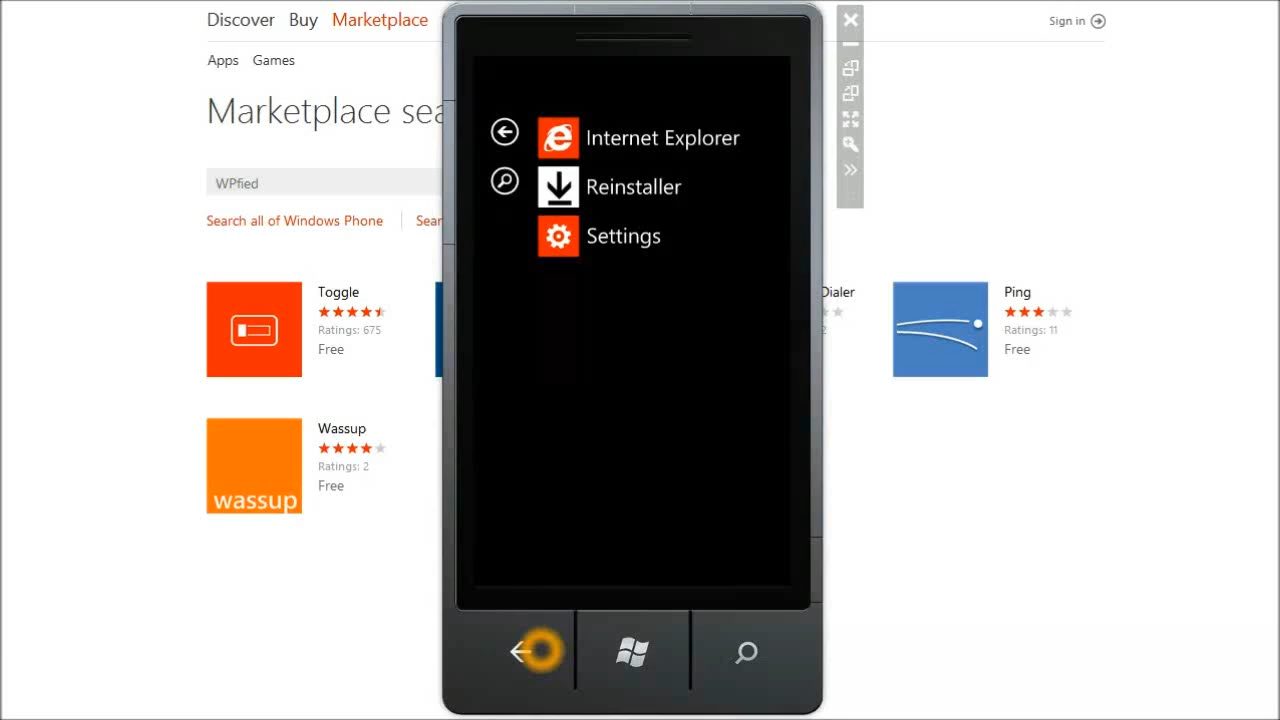 Discover Buy Marketplace
Sign in
Apps Games
Marketplace sea
WPfied
Search all of Windows Phone
Sear
Internet Explorer
Reinstaller
Settings
Toggle
Ratings: 675
Free
Dialer
2
Ping
Ratings: 11
Free
wassup
Wassup
Ratings: 2
Free